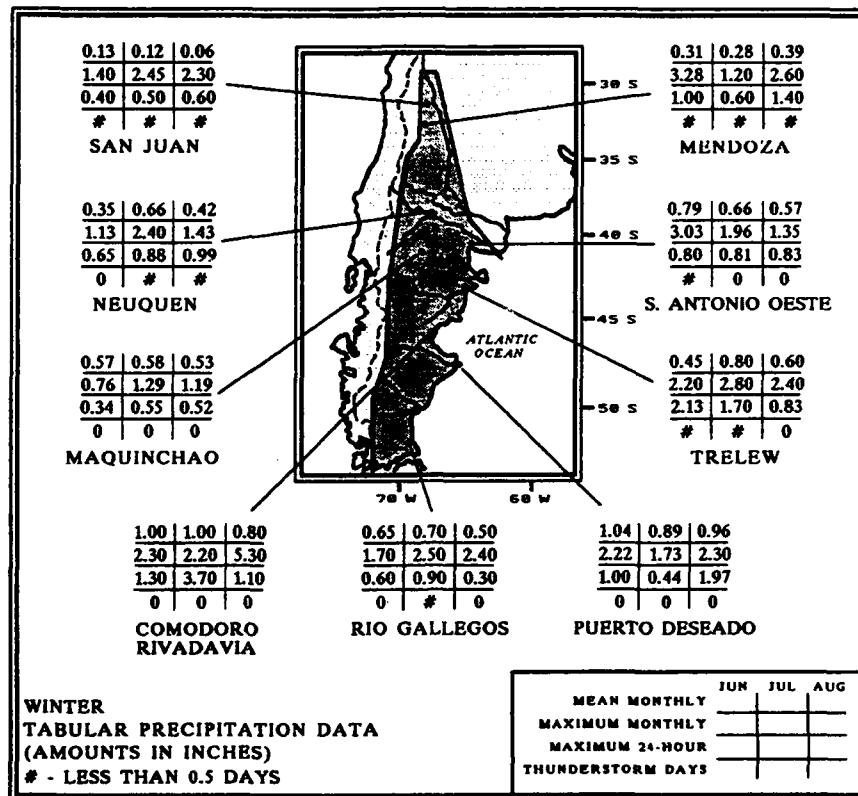 0.13 0.12 0.06
1.40 2.45 2.30
0.40 0.50 0.60
# # #
SAN JUAN
0.31 0.28 0.39
3.28 1.20 2.60
1.00 0.60 1.40
# # #
MENDOZA
30 S
35 S
40 S
45 S
50 S
0.35 0.66 0.42
1.13 2.40 1.43
0.65 0.88 0.99
0 # #
NEUQUEN
0.79 0.66 0.57
3.03 1.96 1.35
0.80 0.81 0.83
# 0 0
S. ANTONIO OESTE
ATLANTIC
OCEAN
0.57 0.58 0.53
0.76 1.29 1.19
0.34 0.55 0.52
0 0 0
MAQUINCHAO
0.45 0.80 0.60
2.20 2.80 2.40
2.13 1.70 0.83
# # 0
TRELEW
70 W 60 W
1.00 1.00 0.80
2.30 2.20 5.30
1.30 3.70 1.10
0 0 0
COMODORO
RIVADAVIA
0.65 0.70 0.50
1.70 2.50 2.40
0.60 0.90 0.30
0 # 0
RIO GALLEGOS
1.04 0.89 0.96
2.22 1.73 2.30
1.00 0.44 1.97
0 0 0
PUERTO DESEADO
WINTER
TABULAR PRECIPITATION DATA
(AMOUNTS IN INCHES)
# - LESS THAN 0.5 DAYS
JUN JUL AUG
MEAN MONTHLY
MAXIMUM MONTHLY
MAXIMUM 24-HOUR
THUNDERSTORM DAYS